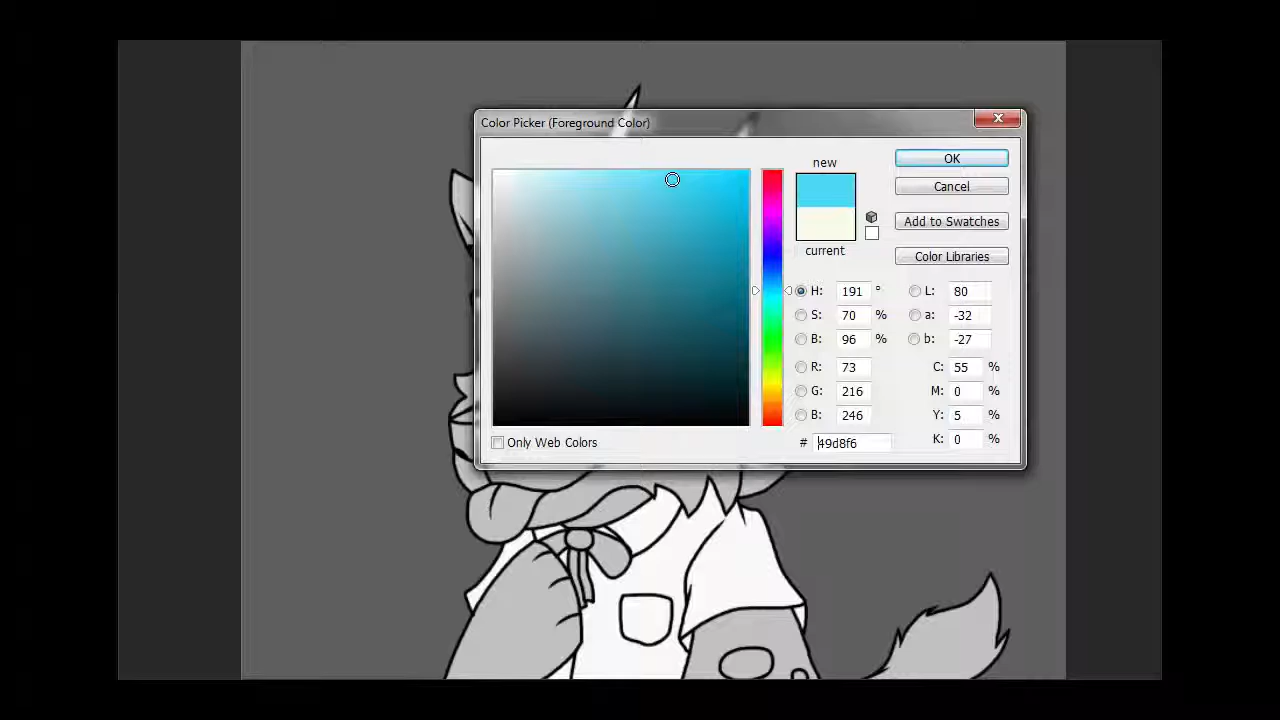 Color Picker (Foreground Color)
new
OK
Cancel
Add to Swatches
current
Color Libraries
H: 191 °
L: 80
S: 70 %
a: -32
B: 96 %
b: -27
R: 73
C: 55 %
G: 216
M: 0 %
B: 246
Y: 5 %
# 49d8f6
K: 0 %
Only Web Colors